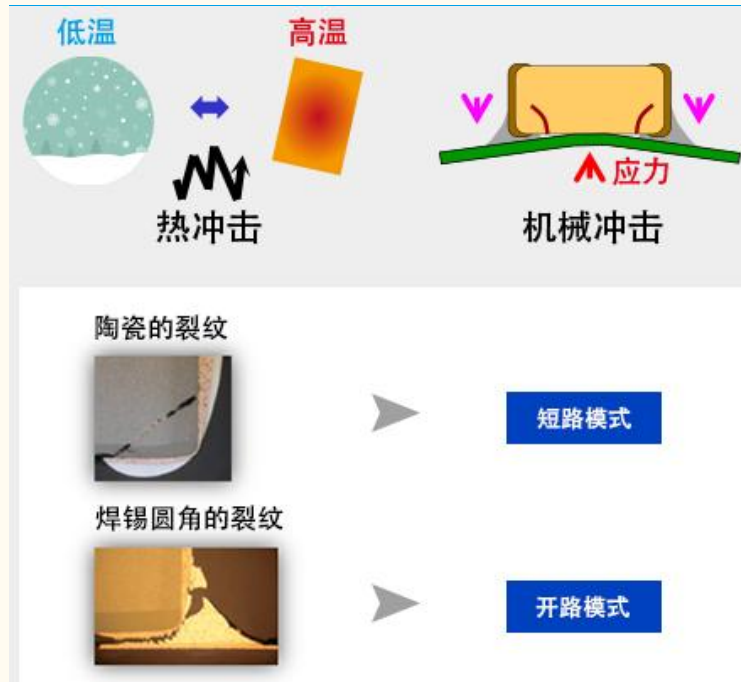 低温
高温
应力
热冲击
机械冲击
陶瓷的裂纹
短路模式
焊锡圆角的裂纹
开路模式